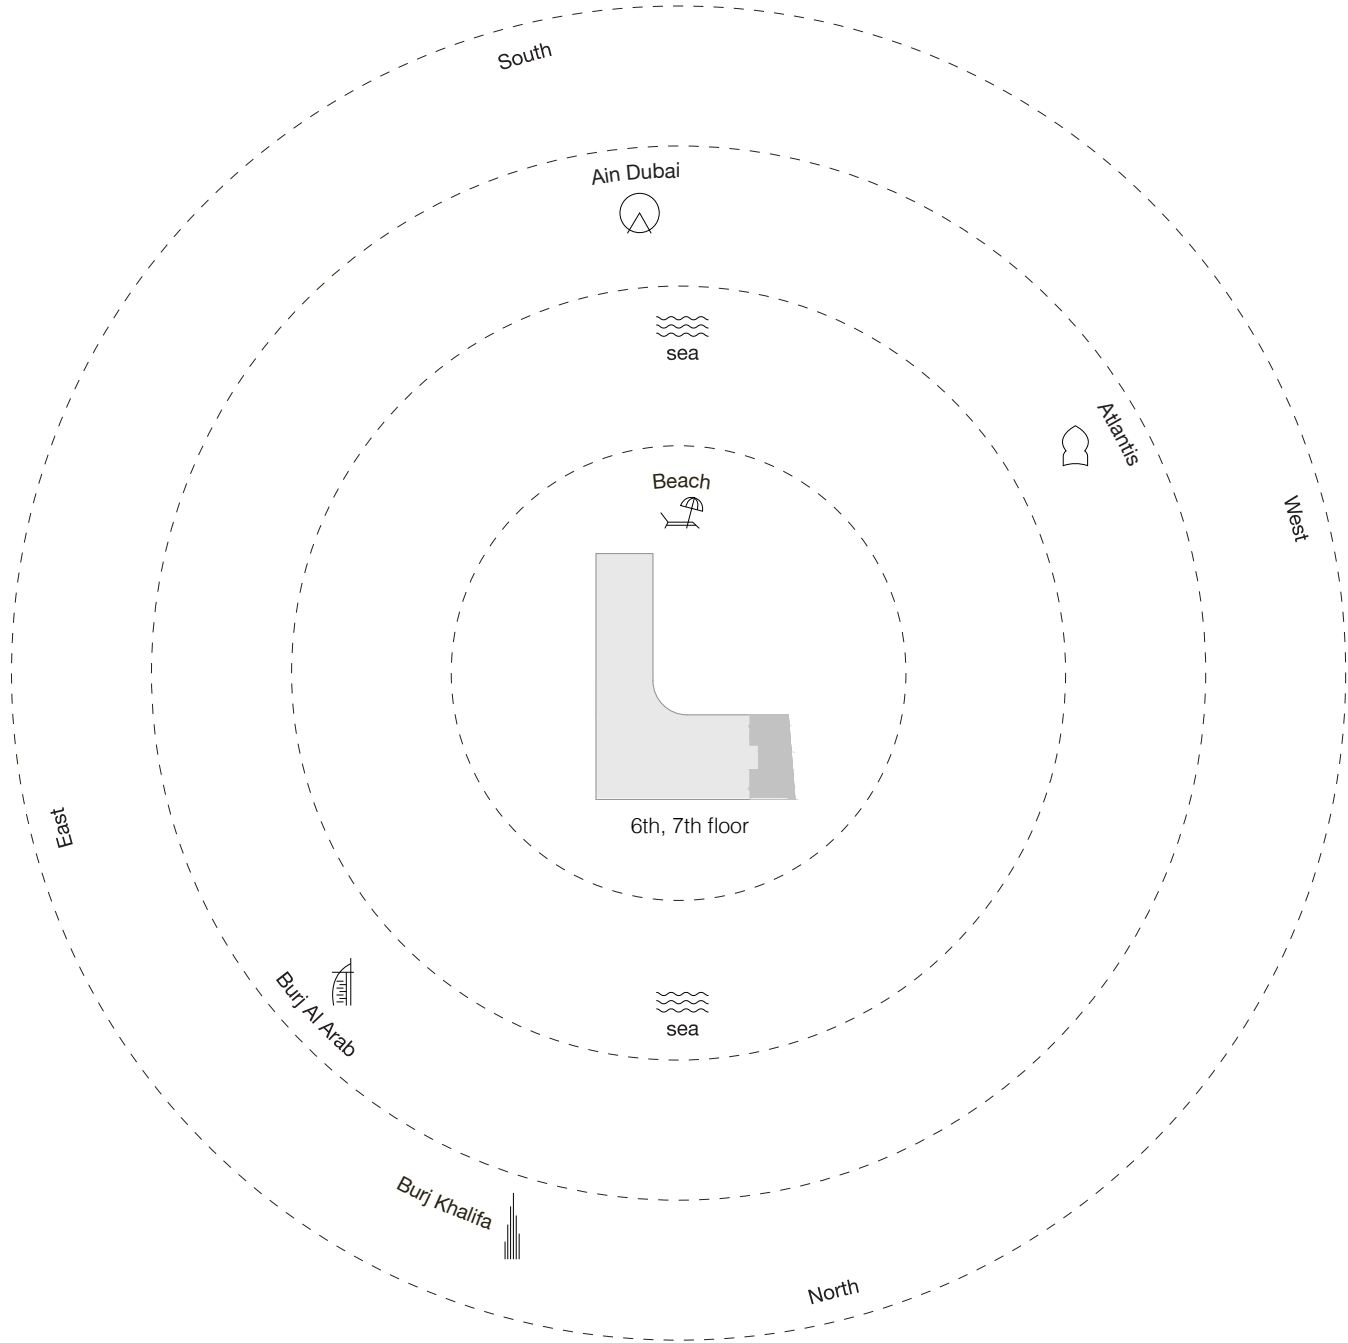 South
Ain Dubai
sea
Atlantis
Beach
West
6th, 7th floor
East
Burj Al Arab
sea
Burj Khalifa
North